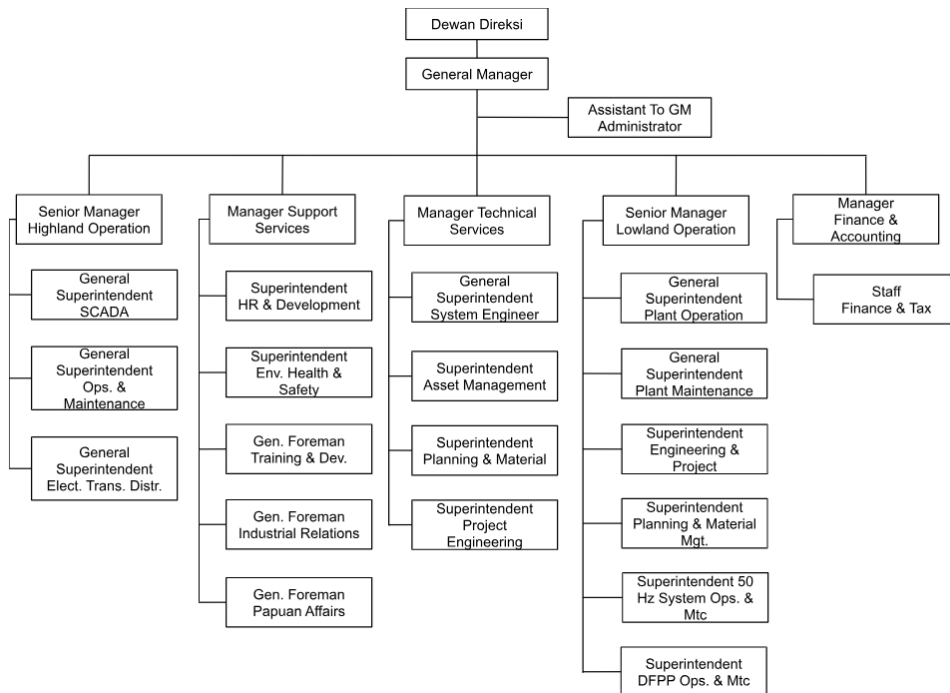 Dewan Direksi
General Manager
Assistant To GM
Administrator
Senior Manager
Highland Operation
General
Superintendent
SCADA
General
Superintendent
Ops. &
Maintenance
General
Superintendent
Elect. Trans. Distr.
Manager Support
Services
Superintendent
HR & Development
Superintendent
Env. Health &
Safety
Gen. Foreman
Training & Dev.
Gen. Foreman
Industrial Relations
Gen. Foreman
Papuan Affairs
Manager Technical
Services
General
Superintendent
System Engineer
Superintendent
Asset Management
Superintendent
Planning & Material
Superintendent
Project
Engineering
Senior Manager
Lowland Operation
General
Superintendent
Plant Operation
General
Superintendent
Plant Maintenance
Superintendent
Engineering &
Project
Superintendent
Planning & Material
Mgt.
Superintendent 50
Hz System Ops. &
Mtc
Superintendent
DFPP Ops. & Mtc
Manager
Finance &
Accounting
Staff
Finance & Tax